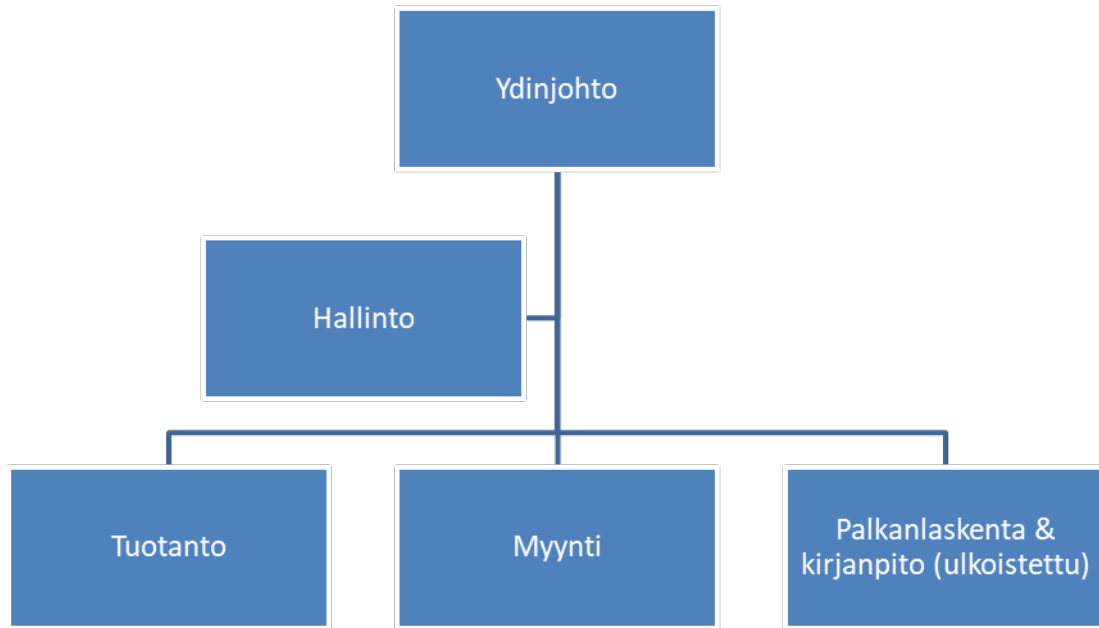 Ydinjohto
Hallinto
Tuotanto
Myynti
Palkanlaskenta &
kirjanpito (ulkoistettu)